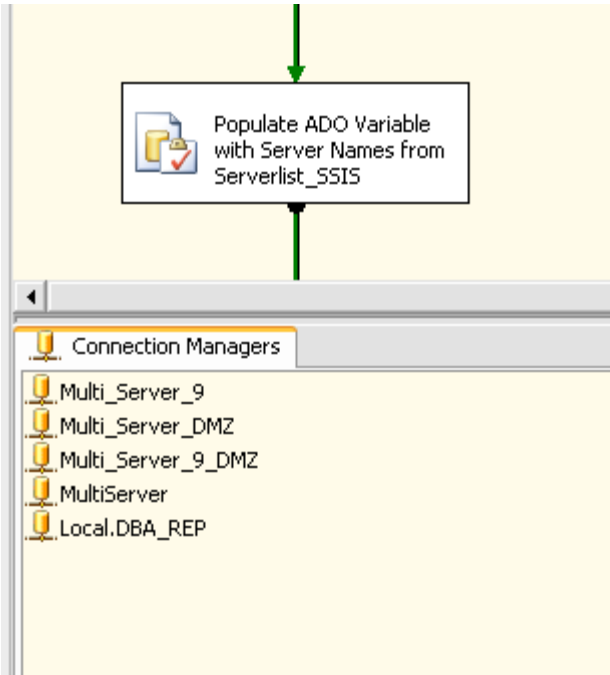 Populate ADO Variable
with Server Names from
Serverlist_SSIS
Connection Managers
Multi_Server_9
Multi_Server_DMZ
Multi_Server_9_DMZ
MultiServer
Local.DBA_REP